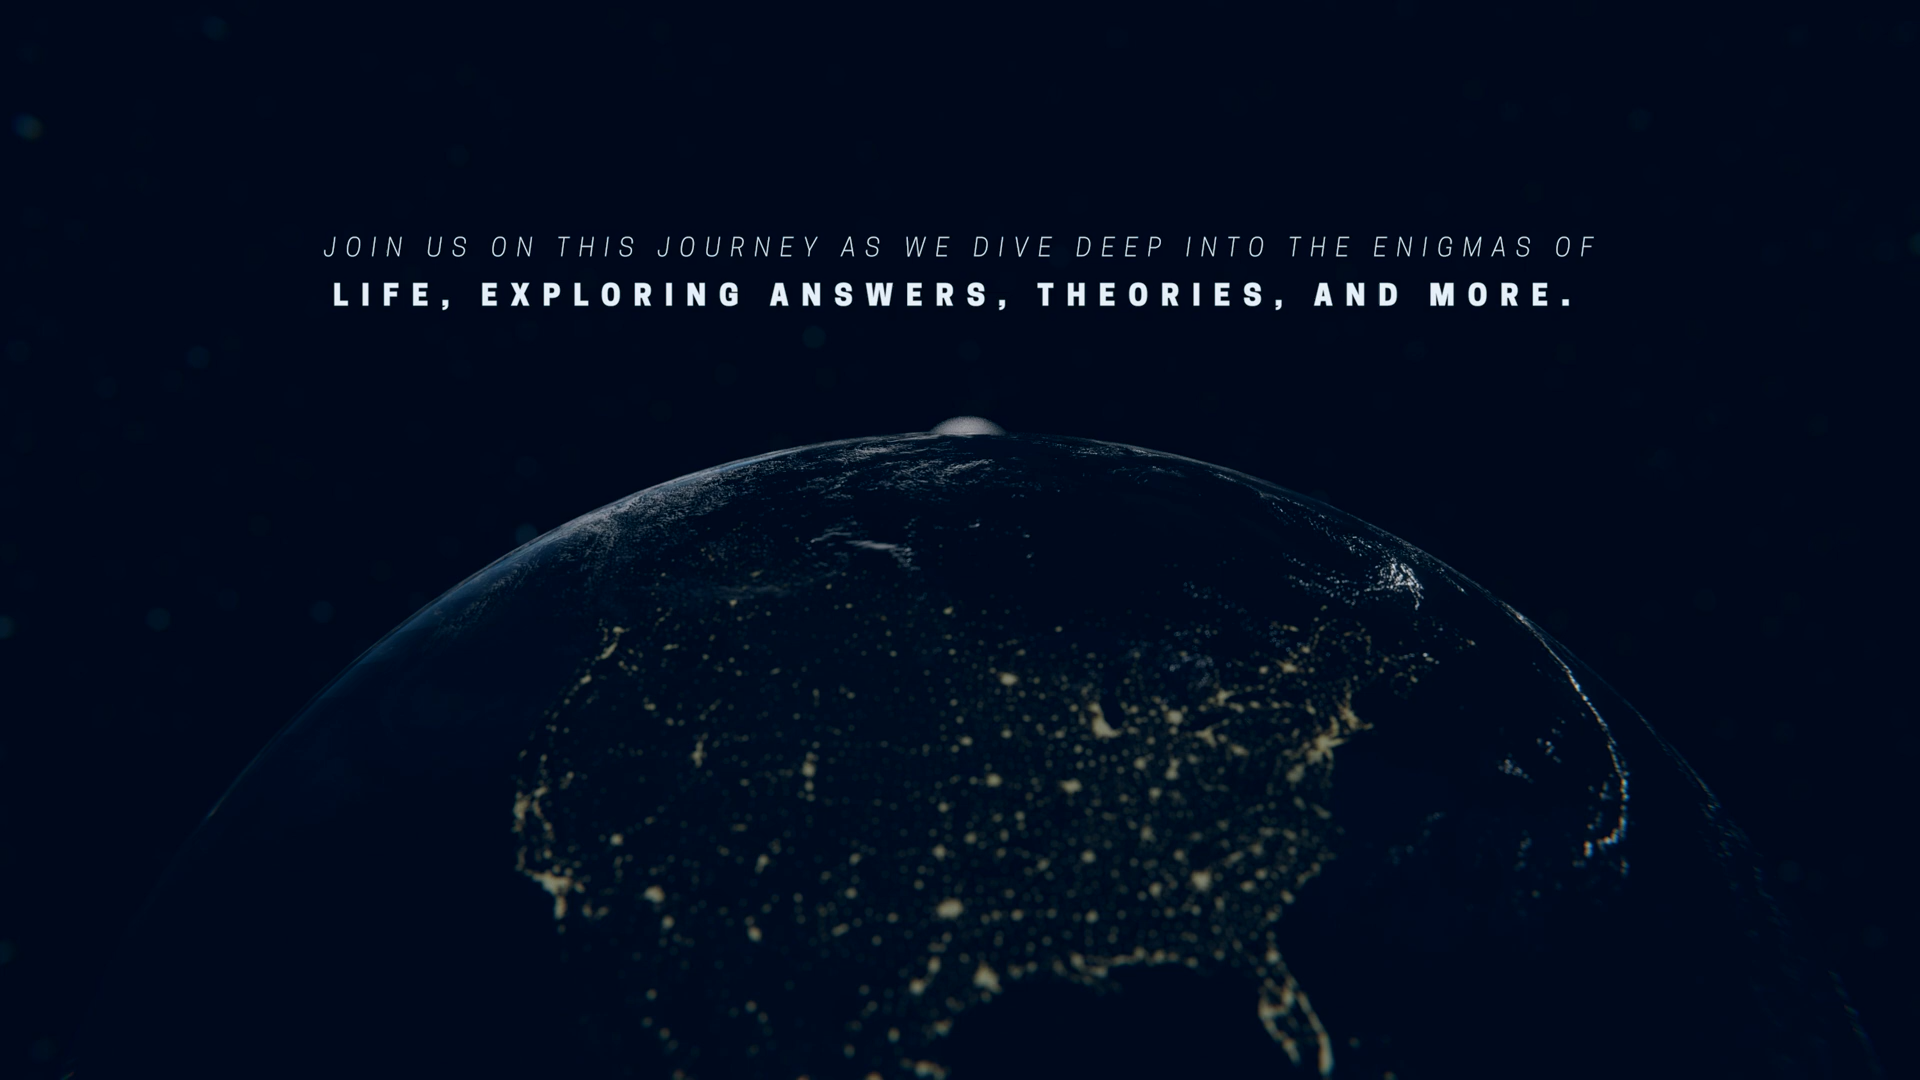 JOIN US ON THIS JOURNEY AS WE DIVE DEEP INTO THE ENIGMAS OF
LIFE, EXPLORING ANSWERS, THEORIES, AND MORE.